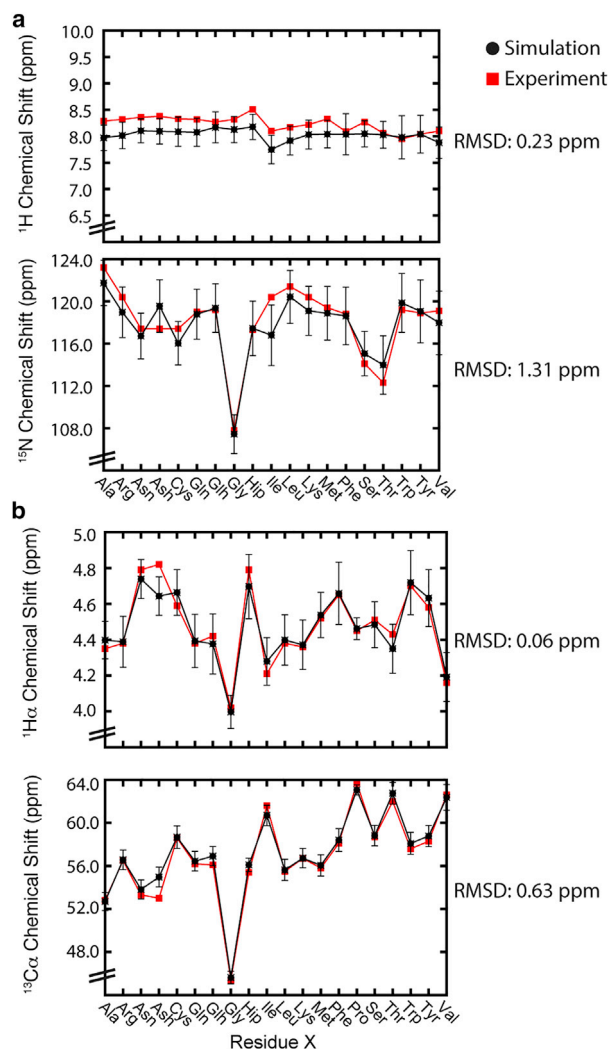 a
10.0
9.5
9.0
8.5
8.0
7.5
7.0
6.5
¹H Chemical Shift (ppm)
Simulation
Experiment
RMSD: 0.23 ppm
124.0
120.0
116.0
112.0
108.0
¹⁵N Chemical Shift (ppm)
RMSD: 1.31 ppm
Ala Arg Asn Ash Cys Gln Glh Gly Hip Ile Leu Lys Met Phe Ser Thr Trp Tyr Val
b
5.0
4.8
4.6
4.4
4.2
4.0
¹Hα Chemical Shift (ppm)
RMSD: 0.06 ppm
64.0
60.0
56.0
52.0
48.0
¹³Cα Chemical Shift (ppm)
RMSD: 0.63 ppm
Ala Arg Asn Ash Cys Gln Glh Gly Hip Ile Leu Lys Met Phe Pro Ser Thr Trp Tyr Val
Residue X